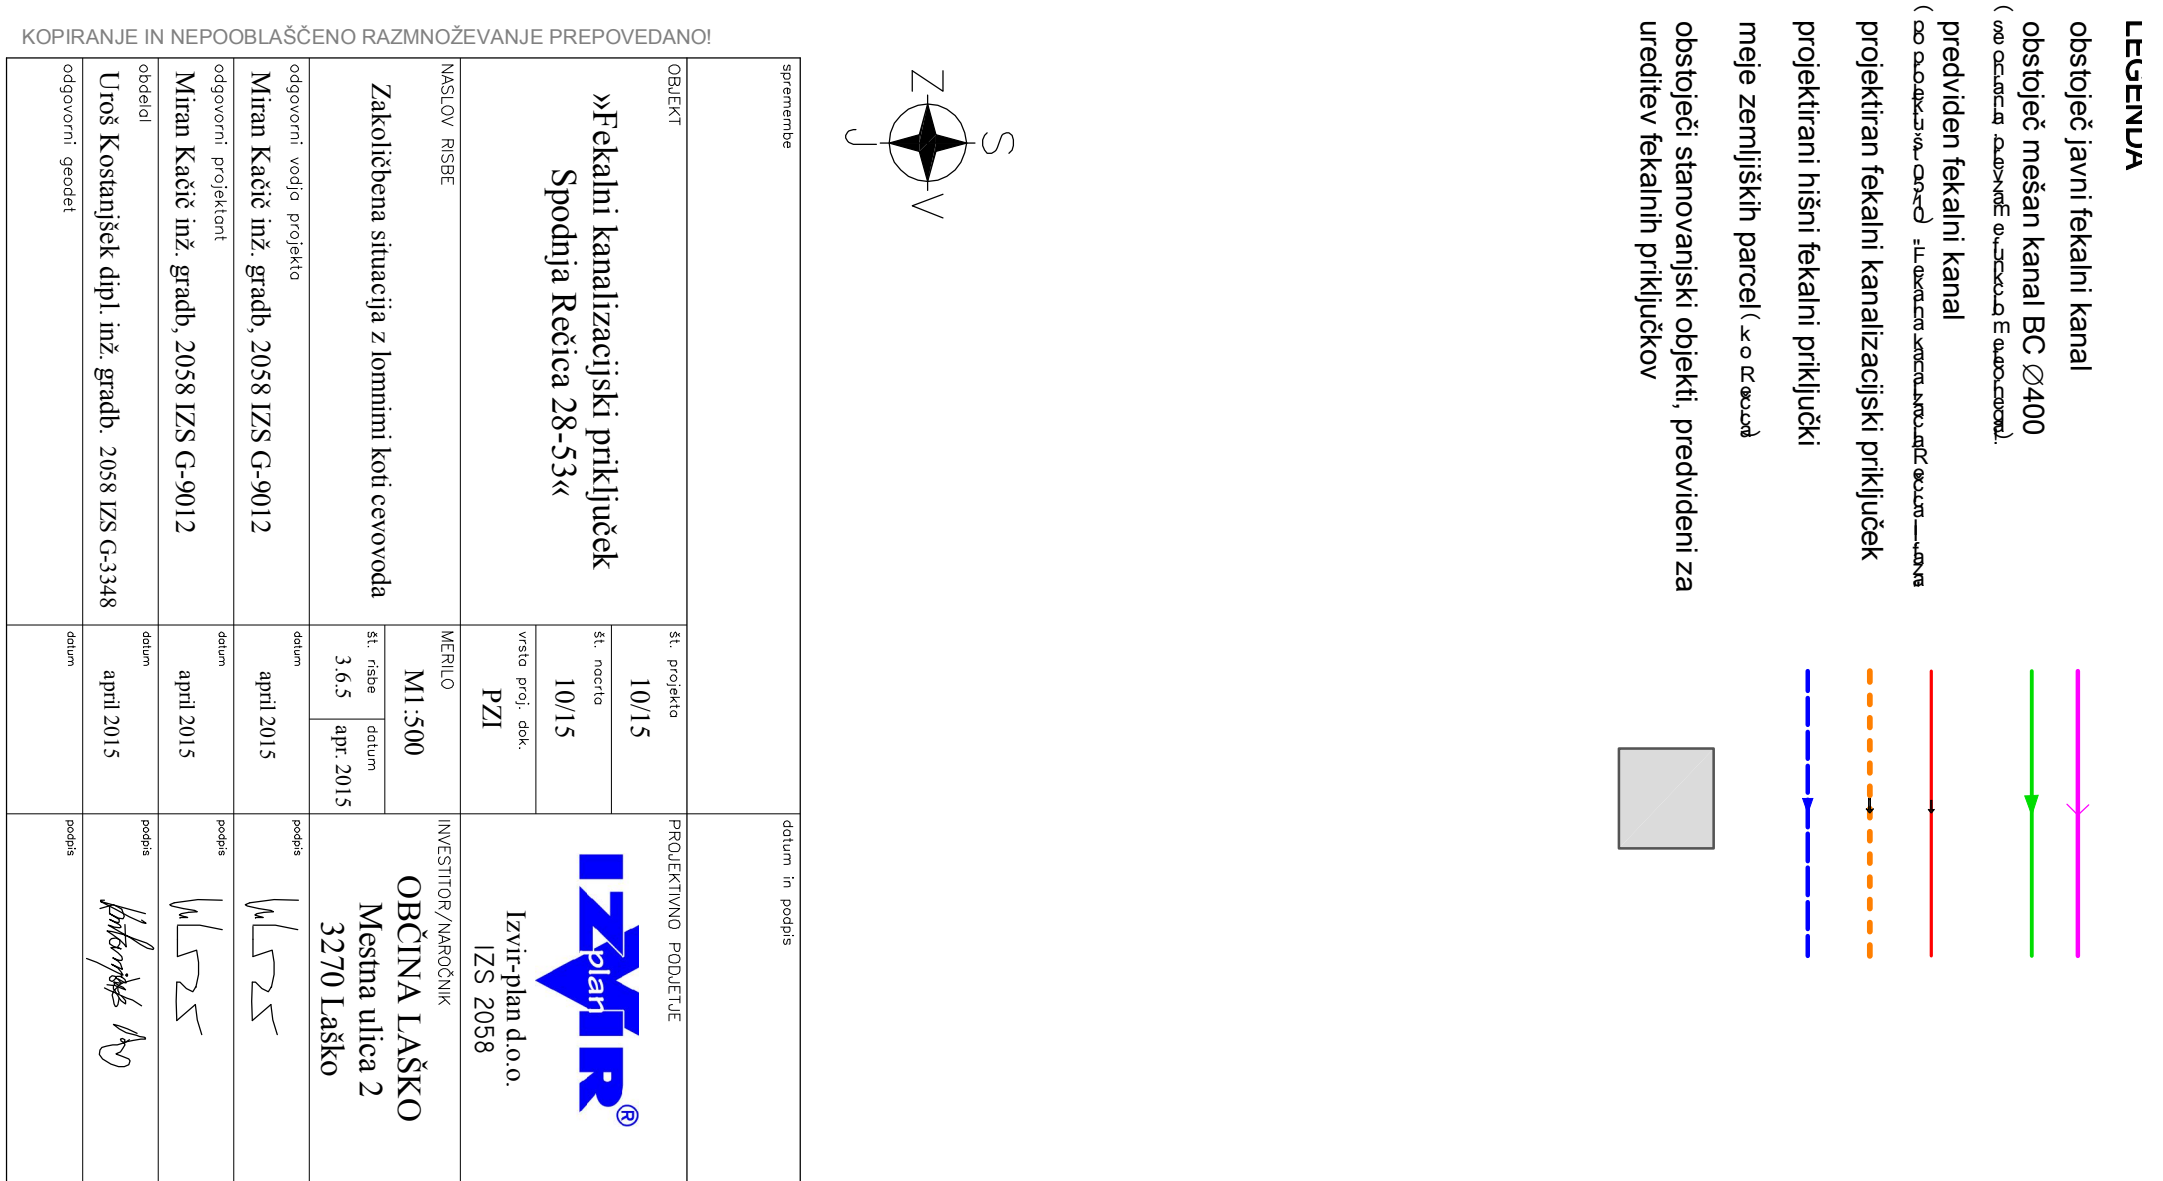 KOPIRANJE IN NEPOOBLAŠČENO RAZMNOŽEVANJE PREPOVEDANO!
LEGENDA
obstoječ javni fekalni kanal
obstoječ mešan kanal BC Ø400
predviden fekalni kanal
projektiran fekalni kanalizacijski priključek
projektirani hišni fekalni priključki
meje zemljiških parcel
obstoječi stanovanjski objekti, predvideni za
ureditev fekalnih priključkov
S
Z
V
J
spremembe
datum in podpis
OBJEKT
»Fekalni kanalizacijski priključek
Spodnja Rečica 28-53«
št. projekta
10/15
št. nacrta
10/15
vrsta proj. dok.
PZI
PROJEKTIVNO PODJETJE
IZVIR®
plan
Izvir-plan d.o.o.
IZS 2058
NASLOV RISBE
Zakoličbena situacija z lomnimi koti cevovoda
MERILO
M1:500
št. risbe
3.6.5
datum
apr. 2015
INVESTITOR/NAROČNIK
OBČINA LAŠKO
Mestna ulica 2
3270 Laško
odgovorni vodja projekta
Miran Kačič inž. gradb, 2058 IZS G-9012
datum
april 2015
podpis
odgovorni projektant
Miran Kačič inž. gradb, 2058 IZS G-9012
datum
april 2015
podpis
obdelal
Uroš Kostanjšek dipl. inž. gradb. 2058 IZS G-3348
datum
april 2015
podpis
odgovorni geodet
datum
podpis